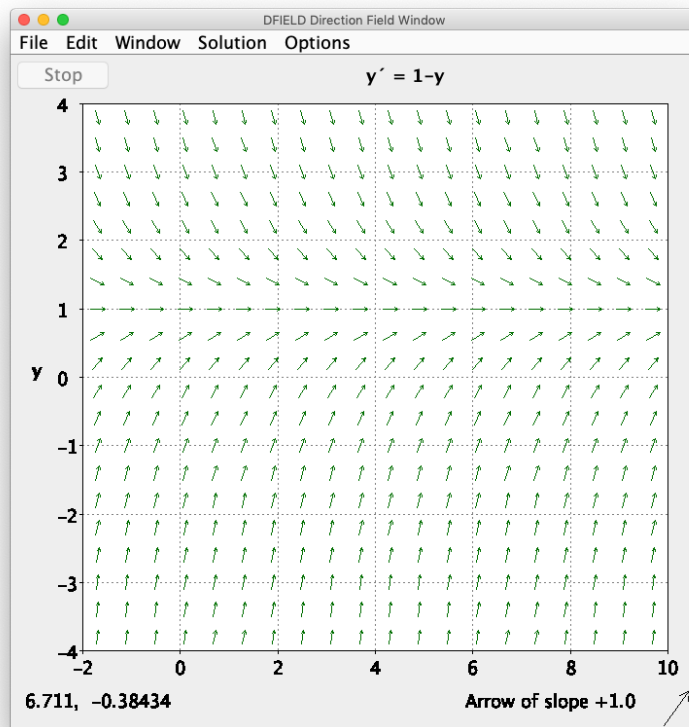 DFIELD Direction Field Window
File Edit Window Solution Options
Stop
y´ = 1-y
4
3
2
1
y
0
-1
-2
-3
-4
-2 0 2 4 6 8 10
6.711, -0.38434
Arrow of slope +1.0